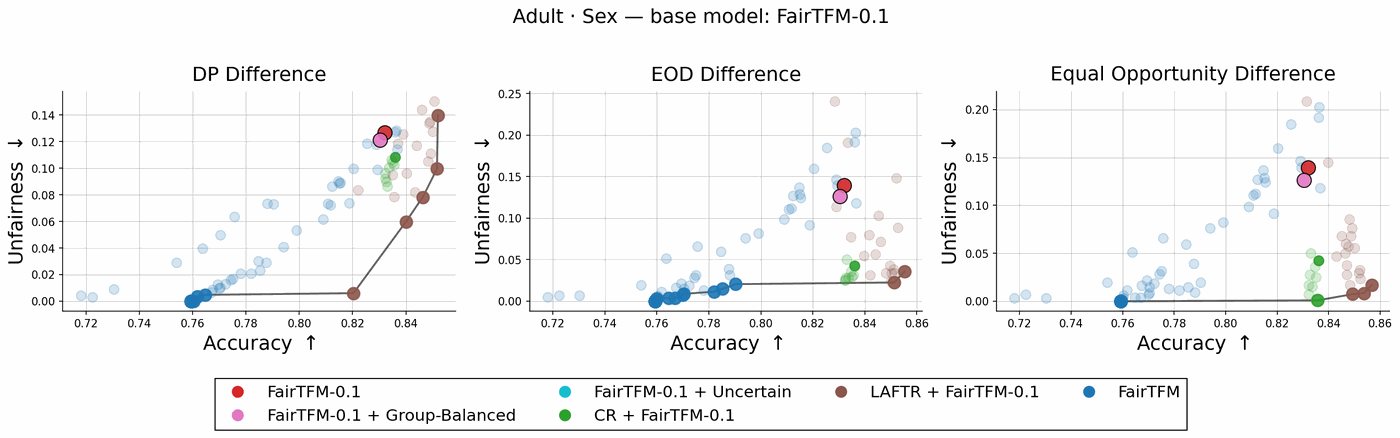 Adult · Sex — base model: FairTFM-0.1
DP Difference
Unfairness ↓
0.14
0.12
0.10
0.08
0.06
0.04
0.02
0.00
0.72
0.74
0.76
0.78
0.80
0.82
0.84
Accuracy ↑
EOD Difference
Unfairness ↓
0.25
0.20
0.15
0.10
0.05
0.00
0.72
0.74
0.76
0.78
0.80
0.82
0.84
0.86
Accuracy ↑
Equal Opportunity Difference
Unfairness ↓
0.20
0.15
0.10
0.05
0.00
0.72
0.74
0.76
0.78
0.80
0.82
0.84
0.86
Accuracy ↑
FairTFM-0.1
FairTFM-0.1 + Group-Balanced
FairTFM-0.1 + Uncertain
CR + FairTFM-0.1
LAFTR + FairTFM-0.1
FairTFM